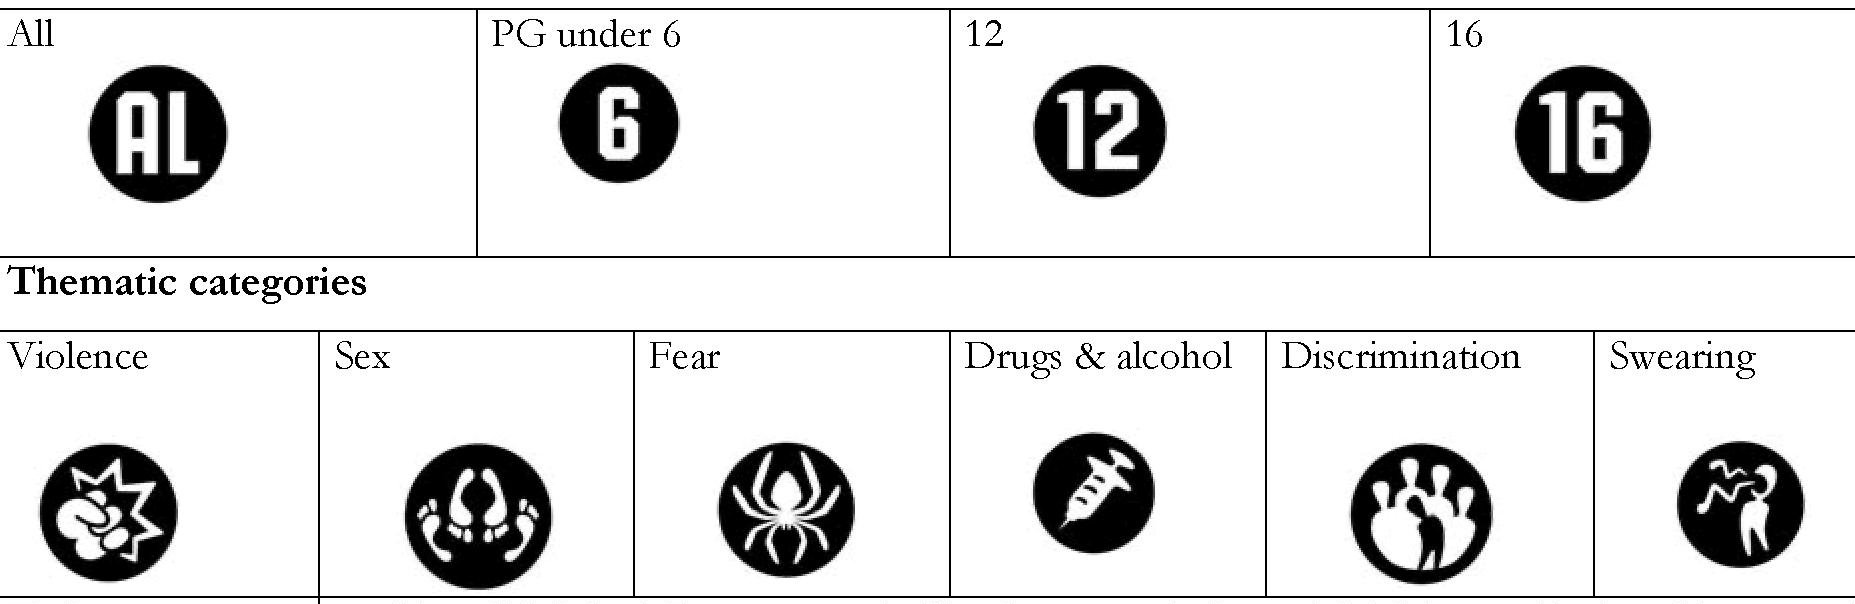 All PG under 6 12 16
AL 6 12 16
Thematic categories
Violence Sex Fear Drugs & alcohol Discrimination Swearing